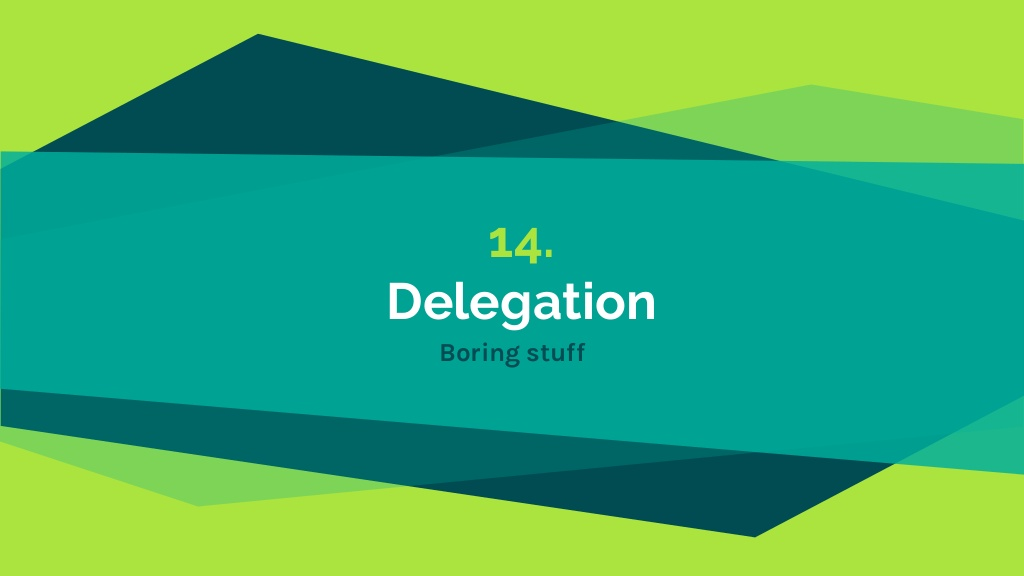 14.
Delegation
Boring stuff